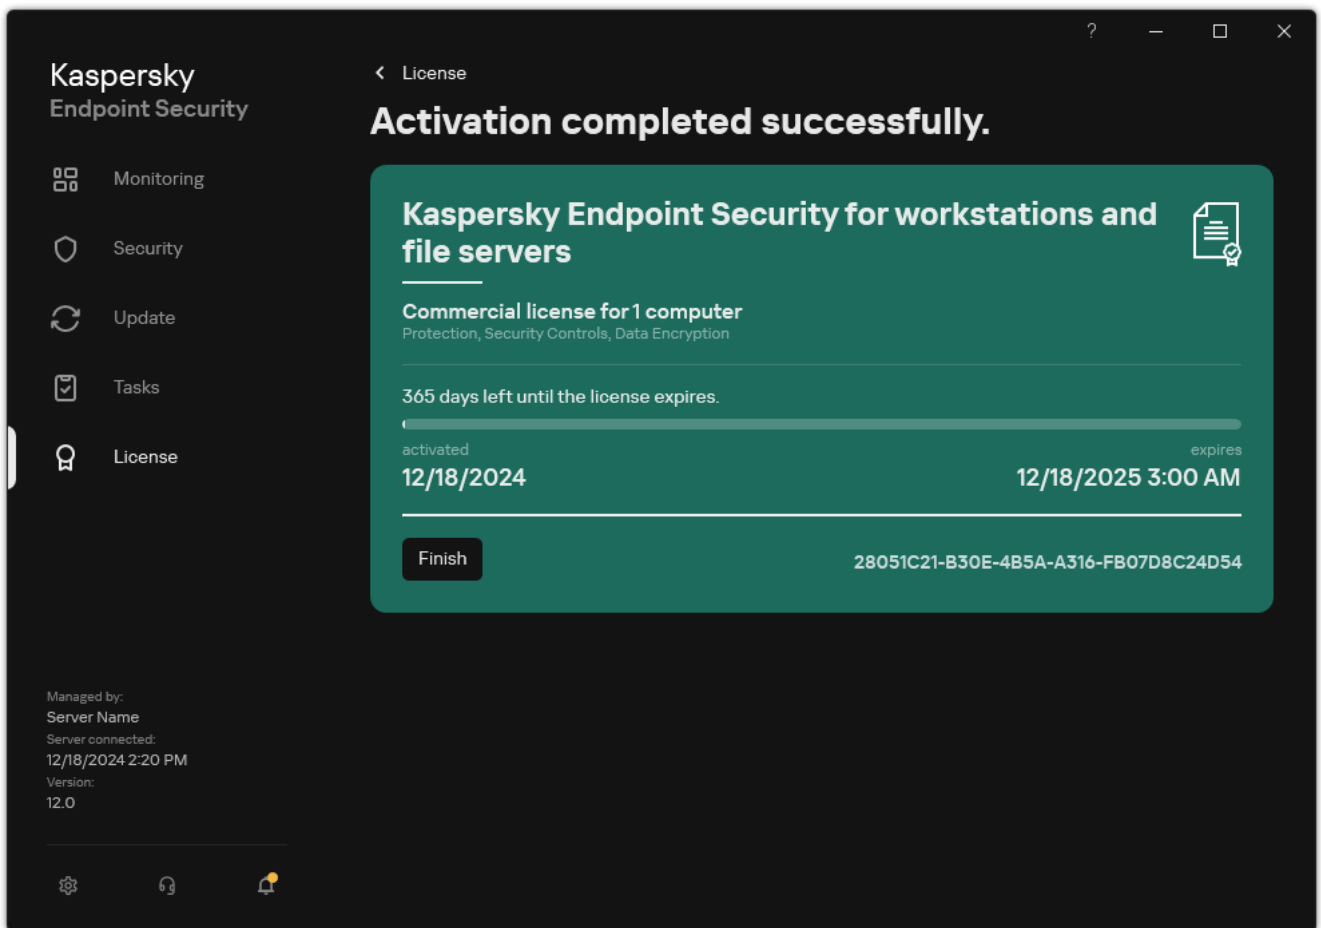 ?
Kaspersky
Endpoint Security
Monitoring
Security
Update
Tasks
License
Managed by:
Server Name
Server connected:
12/18/2024 2:20 PM
Version:
12.0
License
Activation completed successfully.
Kaspersky Endpoint Security for workstations and
file servers
Commercial license for 1 computer
Protection, Security Controls, Data Encryption
365 days left until the license expires.
activated expires
12/18/2024 12/18/2025 3:00 AM
Finish 28051C21-B30E-4B5A-A316-FB07D8C24D54